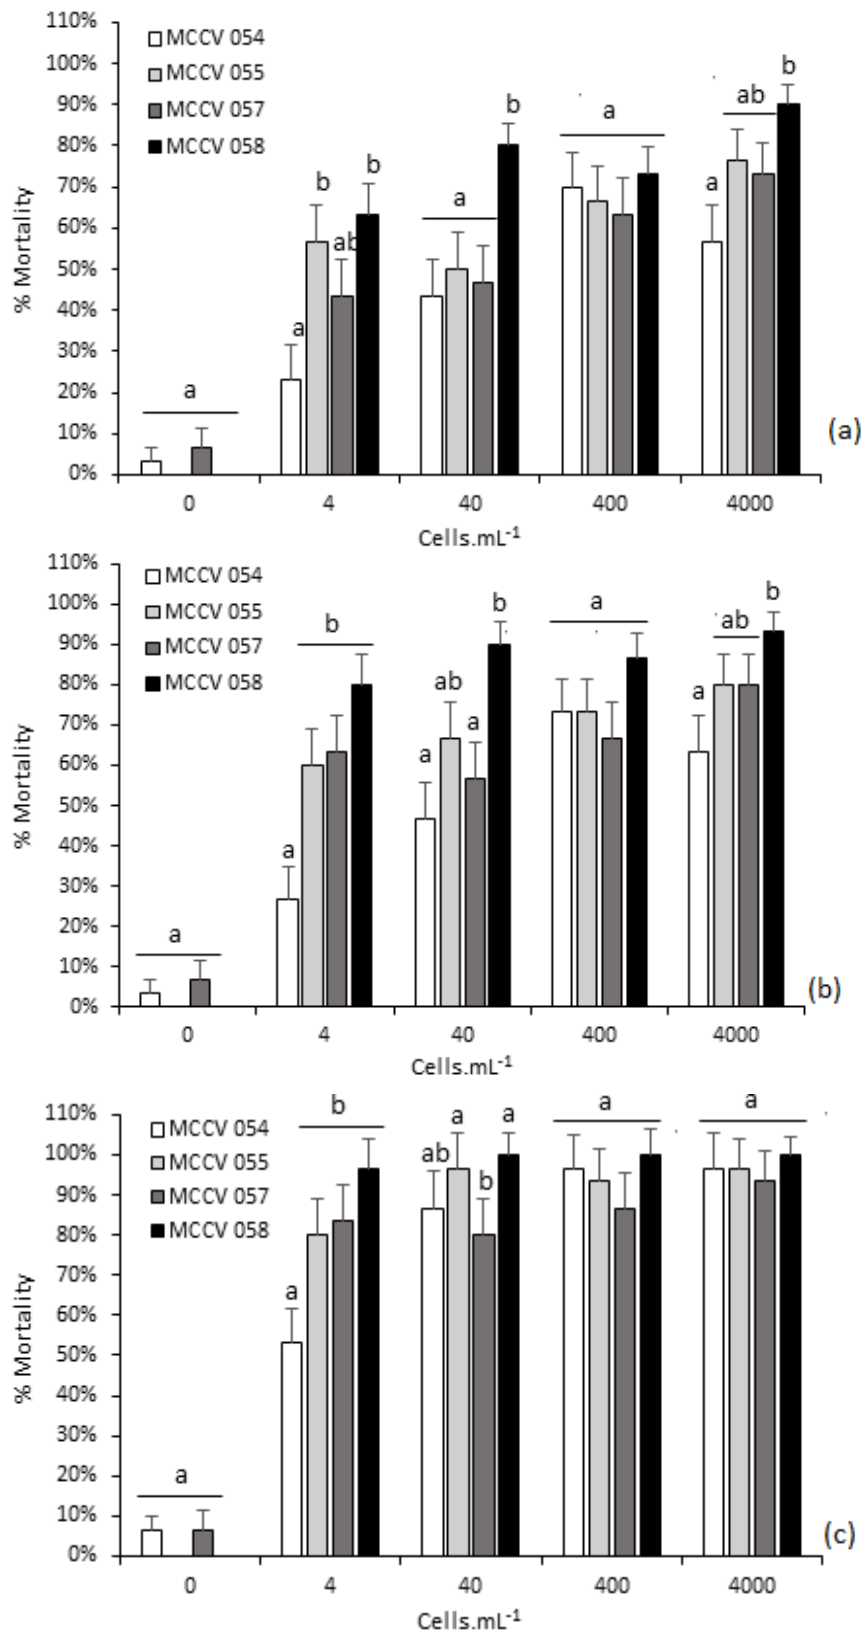 110%
100%
90%
80%
70%
60%
50%
40%
30%
20%
10%
0%
% Mortality
MCCV 054
MCCV 055
MCCV 057
MCCV 058
a
a
b
ab
b
a
b
a
a
ab
b
0 4 40 400 4000
Cells.mL⁻¹
(a)
110%
100%
90%
80%
70%
60%
50%
40%
30%
20%
10%
0%
% Mortality
MCCV 054
MCCV 055
MCCV 057
MCCV 058
a
a
b
a
ab
a
b
a
a
ab
b
0 4 40 400 4000
Cells.mL⁻¹
(b)
110%
100%
90%
80%
70%
60%
50%
40%
30%
20%
10%
0%
% Mortality
MCCV 054
MCCV 055
MCCV 057
MCCV 058
a
a
b
ab
a
b
a
a
a
0 4 40 400 4000
Cells.mL⁻¹
(c)